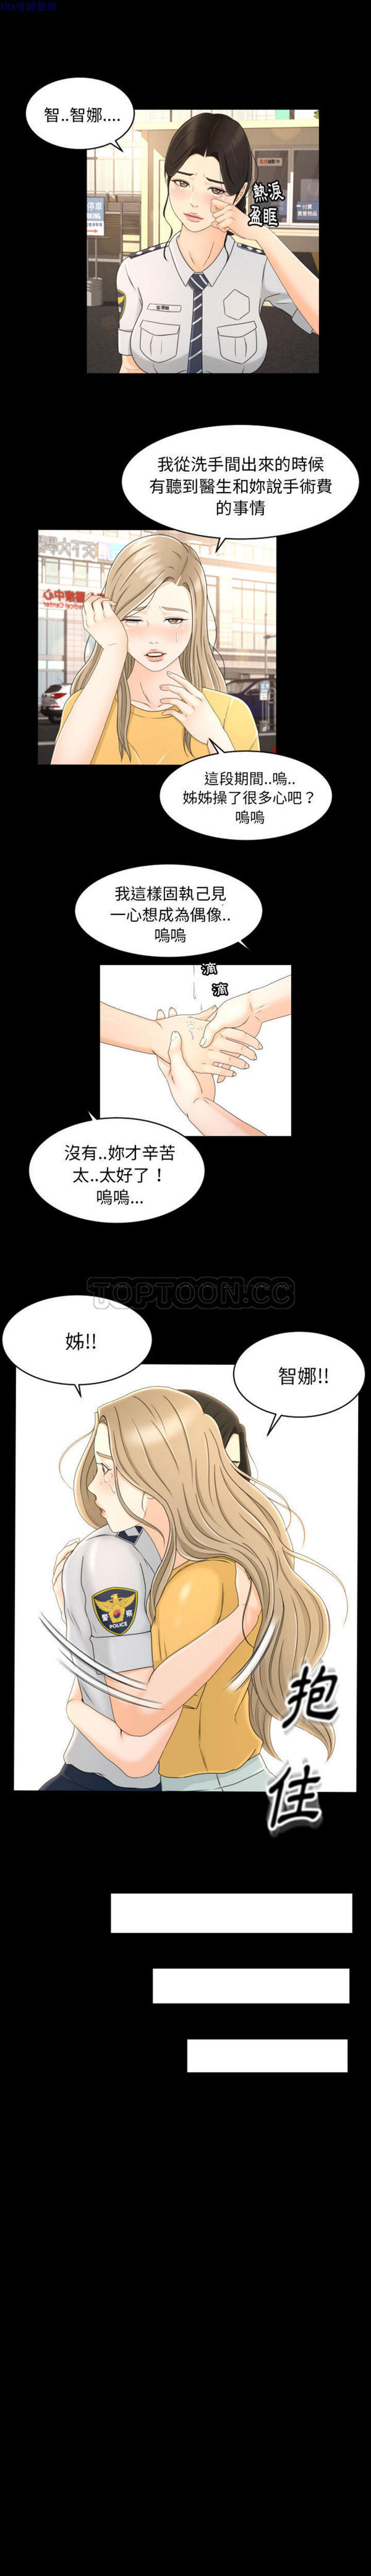 智..智娜....
熱淚
盈眶
停車
我從洗手間出來的時候
有聽到醫生和妳說手術費
的事情
這段期間..嗚..
姊姊操了很多心吧？
嗚嗚
我這樣固執己見
一心想成為偶像..
嗚嗚
滴
滴
沒有..妳才辛苦
太..太好了！
嗚嗚...
TOPTOON.CC
姊!!
智娜!!
警察
POLICE
抱
住